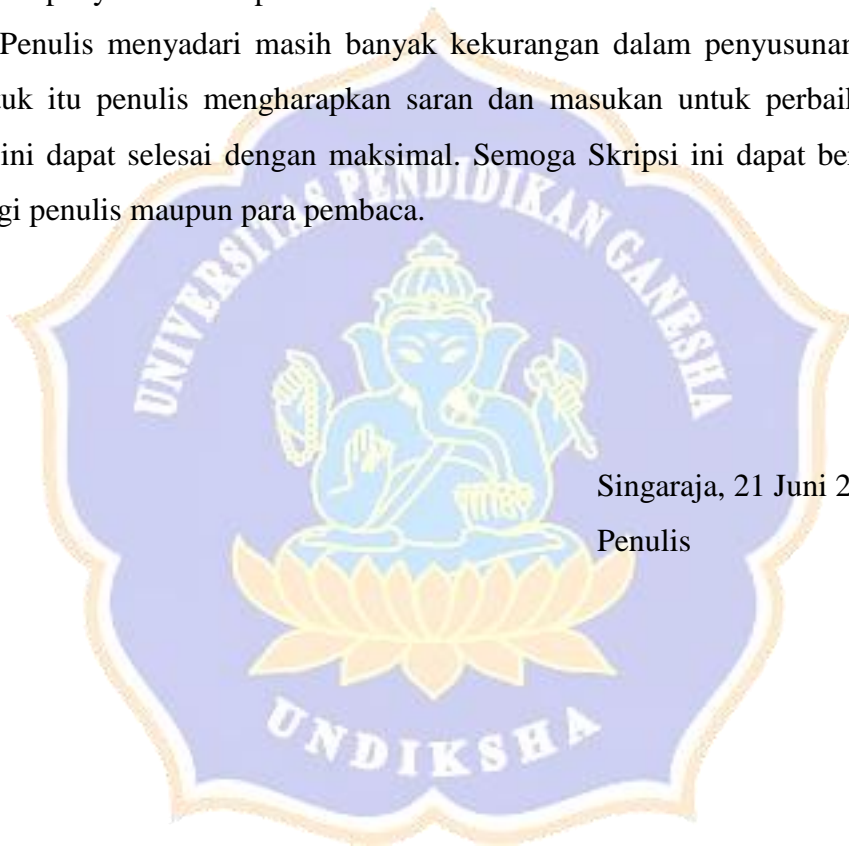 Penulis menyadari masih banyak kekurangan dalam penyusunan
tuk itu penulis mengharapkan saran dan masukan untuk perbail
ini dapat selesai dengan maksimal. Semoga Skripsi ini dapat ber
gi penulis maupun para pembaca.
UNIVERSITAS PENDIDIKAN GANESHA
Singaraja, 21 Juni 2
Penulis
UNDIKSHA